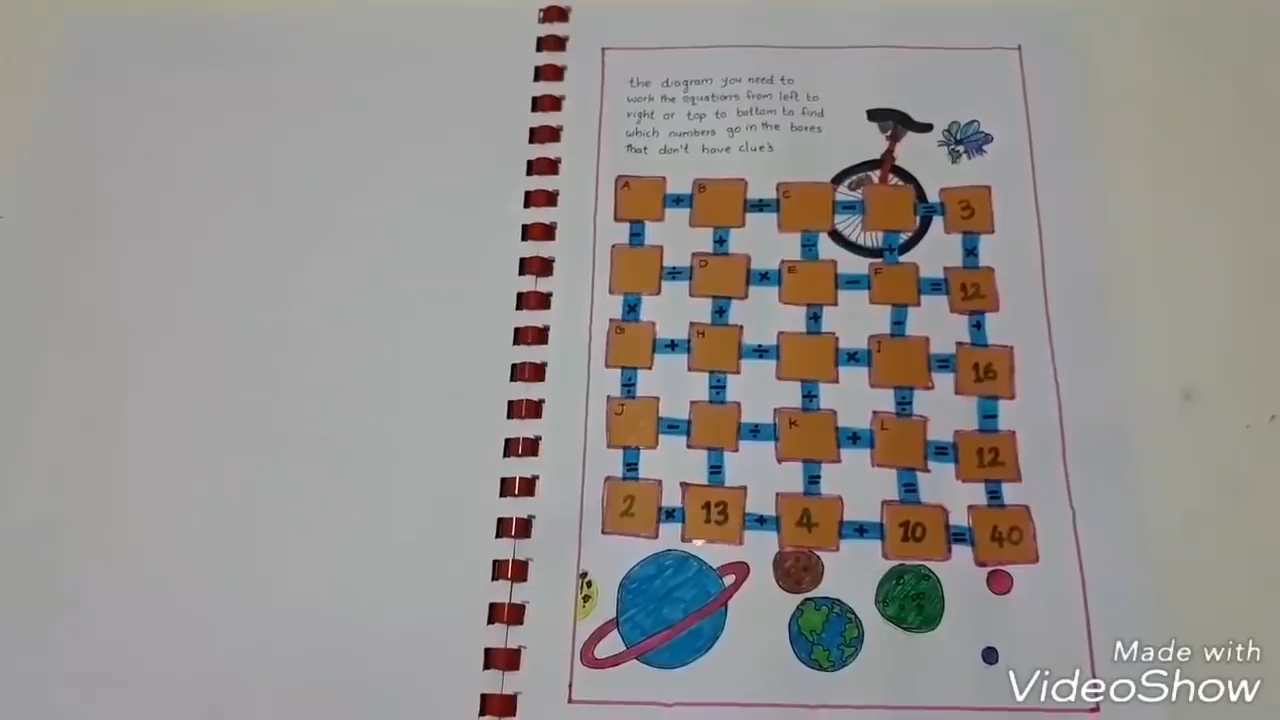 the diagram you need to
work the equations from left to
right or top to bottom to find
which numbers go in the boxes
that don't have clue's
A + B ÷ C - = 3
- + ÷ + ×
÷ D × E - F = 12
× + + - +
G + H ÷ × I = 16
÷ ÷ ÷ ÷ -
J - ÷ K + L = 12
= = = = =
2 × 13 + 4 + 10 = 40
Made with
VideoShow